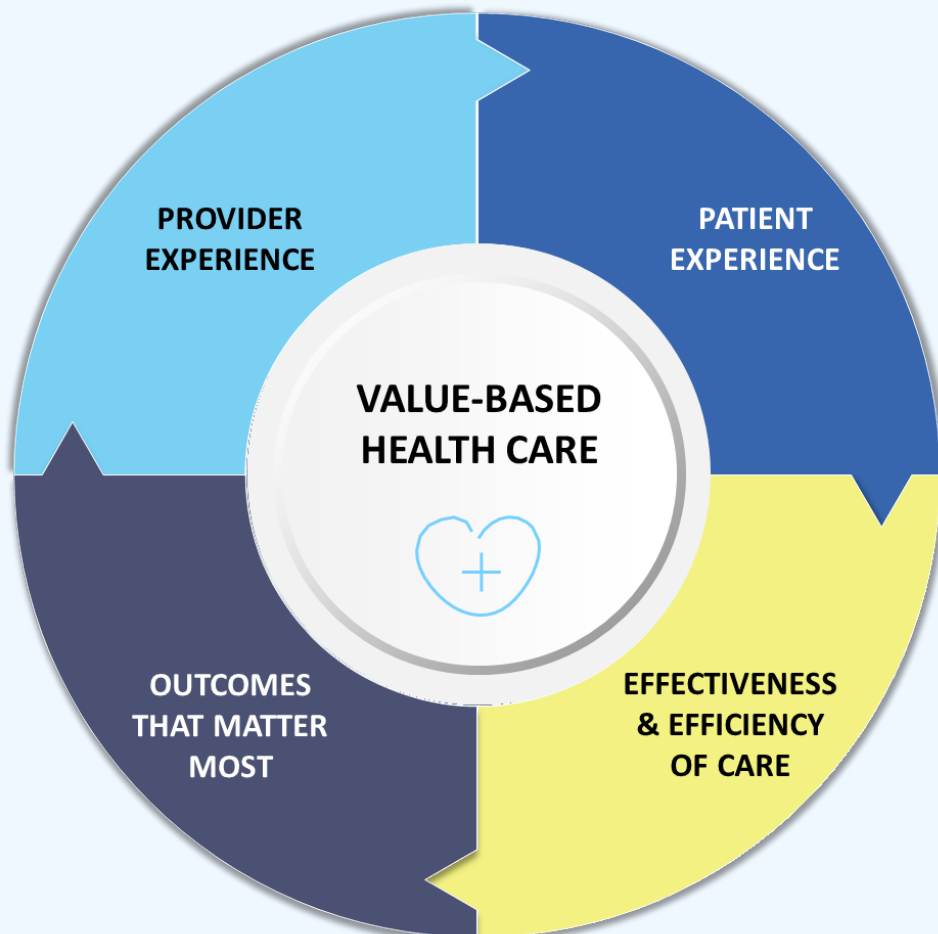 PROVIDER
EXPERIENCE
PATIENT
EXPERIENCE
VALUE-BASED
HEALTH CARE
OUTCOMES
THAT MATTER
MOST
EFFECTIVENESS
& EFFICIENCY
OF CARE